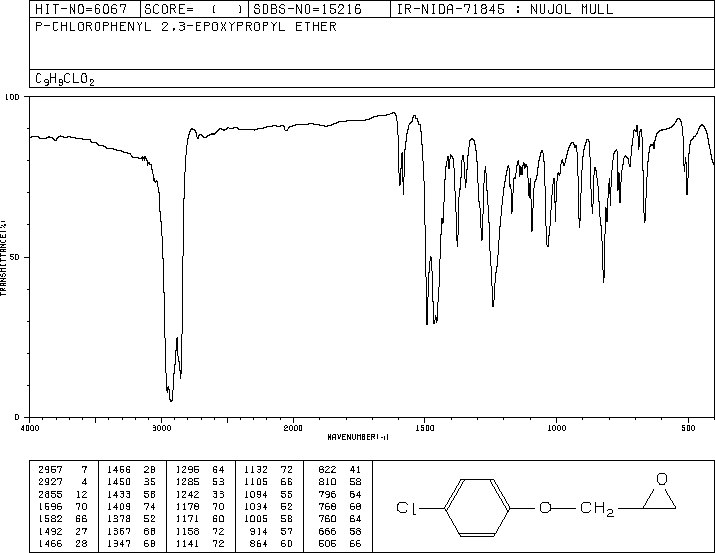 HIT-NO=6067 SCORE= ( ) SDBS-NO=15216 IR-NIDA-71845 : NUJOL MULL
P-CHLOROPHENYL 2,3-EPOXYPROPYL ETHER
C9H9CLO2
100
TRANSMITTANCE(%)
50
0
4000 3000 2000 1500 1000 500
WAVENUMBER(-1)
2957 7 1456 28 1296 64 1132 72 822 41
2927 4 1450 35 1285 53 1105 66 810 58
2855 12 1433 58 1242 33 1094 55 796 64
1596 70 1409 74 1178 70 1034 52 768 68
1582 66 1378 52 1171 60 1005 58 760 64
1492 27 1367 68 1158 72 914 57 666 58
1466 28 1347 68 1141 72 864 60 505 66
Cl O CH2 O